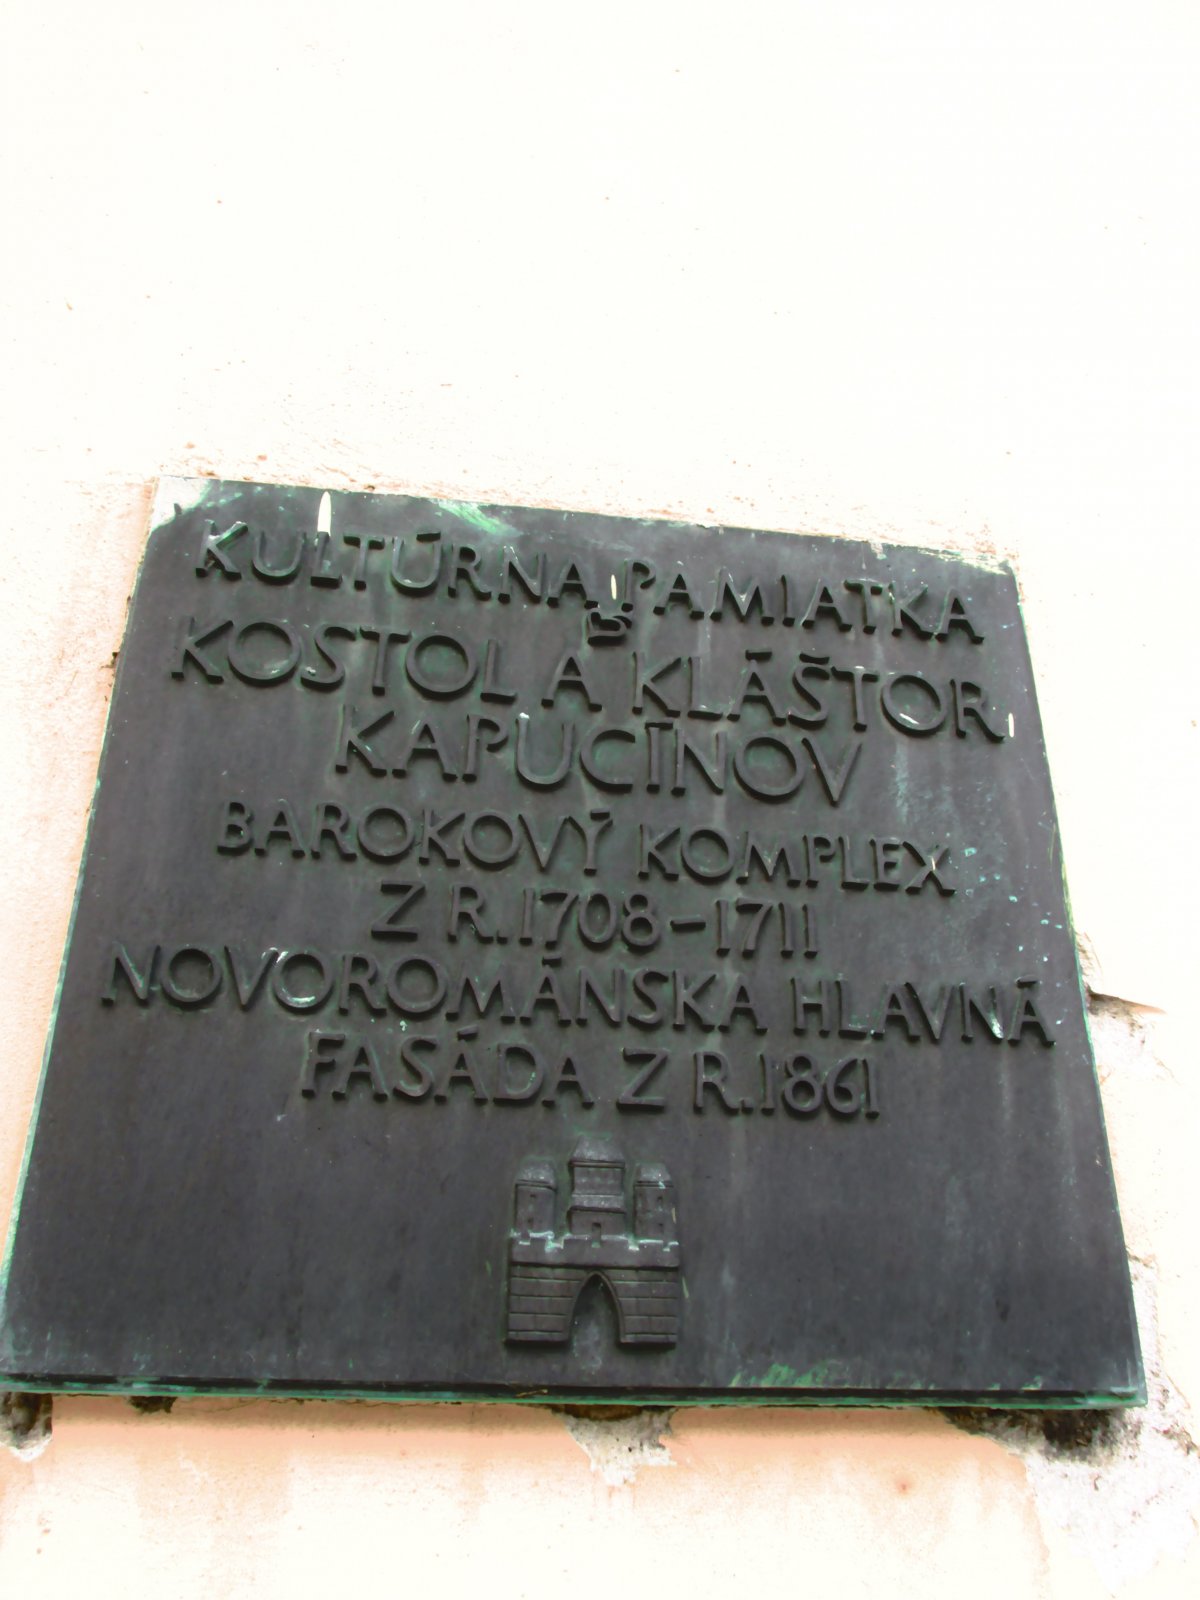 KULTÚRNA PAMIATKA
KOSTOL A KLÁŠTOR
KAPUCÍNOV
BAROKOVÝ KOMPLEX
Z R. 1708-1711
NOVOROMÁNSKA HLAVNÁ
FASÁDA Z R. 1861